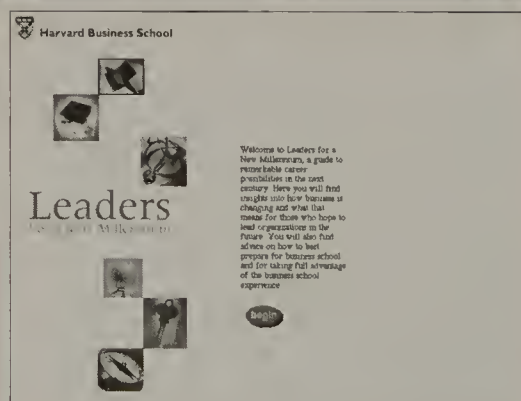 Harvard Business School
Leaders
for a New Millennium
Welcome to Leaders for a
New Millennium, a guide to
remarkable career
possibilities in the next
century. Here you will find
insights into how business is
changing and what that
means for those who hope to
lead organizations in the
future. You will also find
advice on how to best
prepare for business school
and for taking full advantage
of the business school
experience
begin